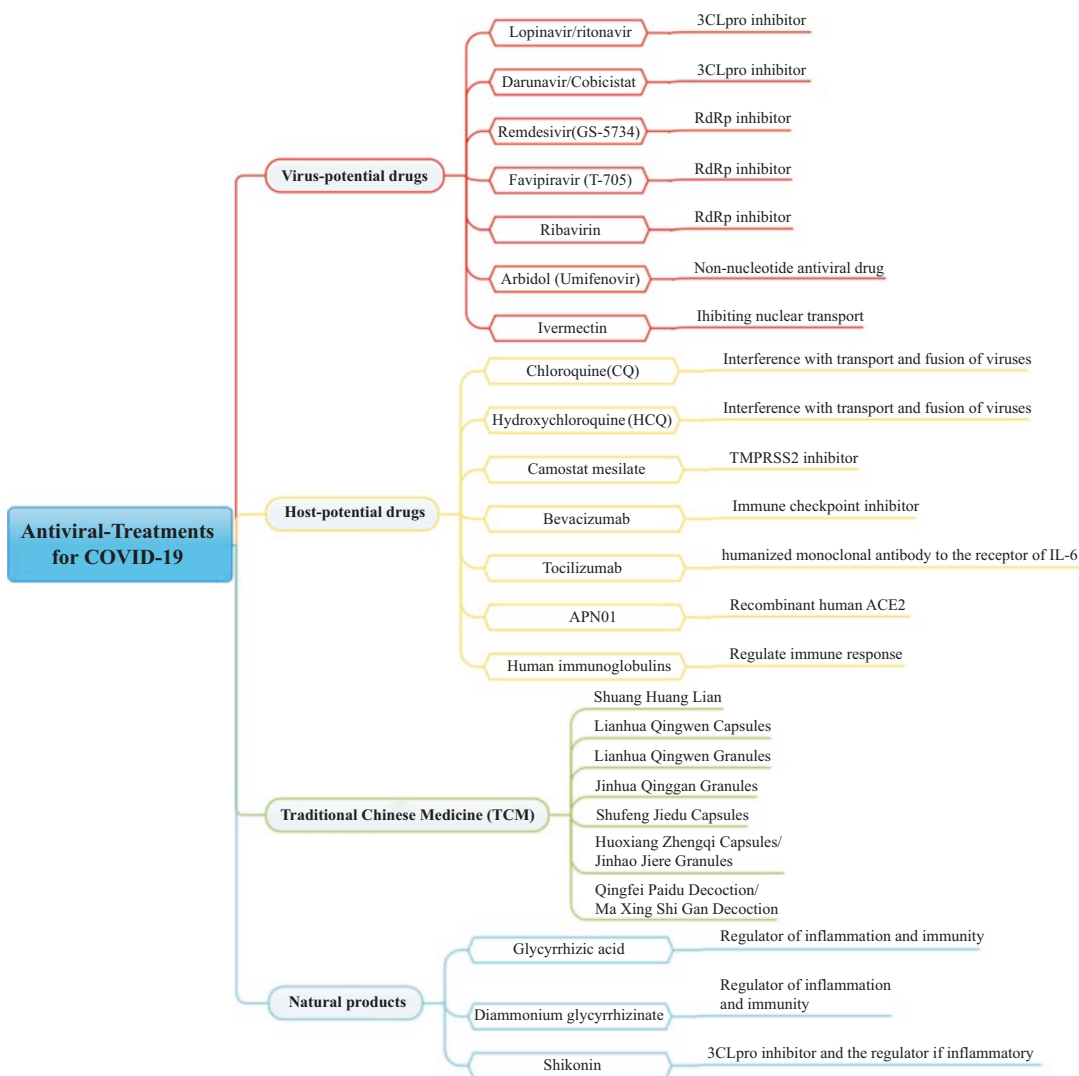 Antiviral-Treatments
for COVID-19
Virus-potential drugs
Lopinavir/ritonavir
3CLpro inhibitor
Darunavir/Cobicistat
3CLpro inhibitor
Remdesivir(GS-5734)
RdRp inhibitor
Favipiravir (T-705)
RdRp inhibitor
Ribavirin
RdRp inhibitor
Arbidol (Umifenovir)
Non-nucleotide antiviral drug
Ivermectin
Ihibiting nuclear transport
Host-potential drugs
Chloroquine(CQ)
Interference with transport and fusion of viruses
Hydroxychloroquine (HCQ)
Interference with transport and fusion of viruses
Camostat mesilate
TMPRSS2 inhibitor
Bevacizumab
Immune checkpoint inhibitor
Tocilizumab
humanized monoclonal antibody to the receptor of IL-6
APN01
Recombinant human ACE2
Human immunoglobulins
Regulate immune response
Traditional Chinese Medicine (TCM)
Shuang Huang Lian
Lianhua Qingwen Capsules
Lianhua Qingwen Granules
Jinhua Qinggan Granules
Shufeng Jiedu Capsules
Huoxiang Zhengqi Capsules/
Jinhao Jiere Granules
Qingfei Paidu Decoction/
Ma Xing Shi Gan Decoction
Natural products
Glycyrrhizic acid
Regulator of inflammation and immunity
Diammonium glycyrrhizinate
Regulator of inflammation
and immunity
Shikonin
3CLpro inhibitor and the regulator if inflammatory